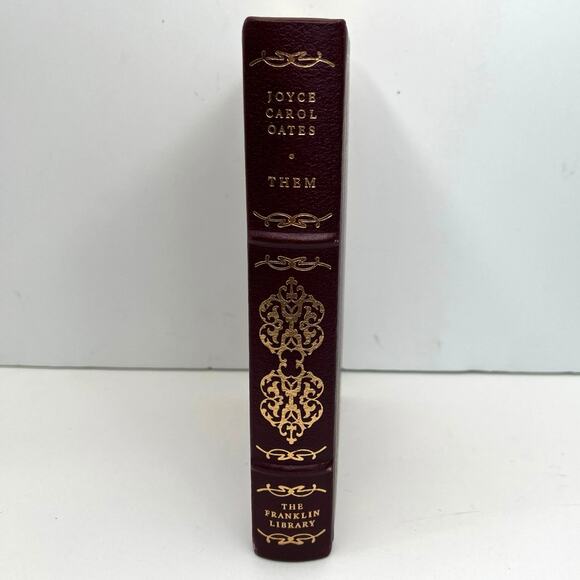 JOYCE
CAROL
OATES
THEM
THE
FRANKLIN
LIBRARY